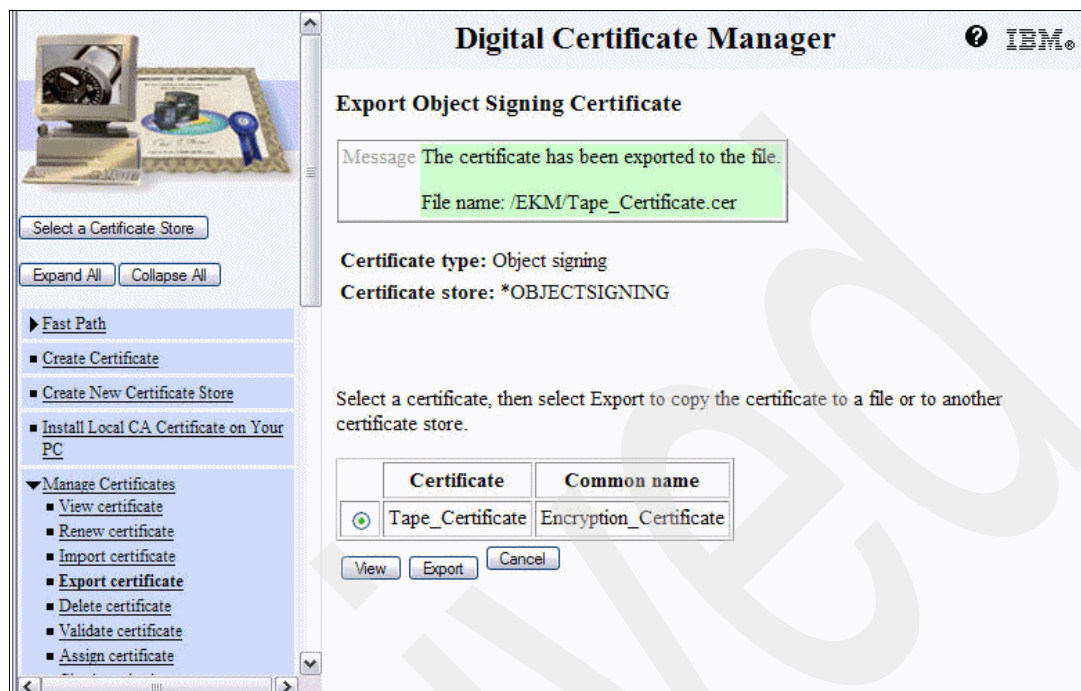 Digital Certificate Manager
IBM®
Select a Certificate Store
Expand All Collapse All
Fast Path
Create Certificate
Create New Certificate Store
Install Local CA Certificate on Your
PC
Manage Certificates
View certificate
Renew certificate
Import certificate
Export certificate
Delete certificate
Validate certificate
Assign certificate
Export Object Signing Certificate
Message The certificate has been exported to the file.
File name: /EKM/Tape_Certificate.cer
Certificate type: Object signing
Certificate store: *OBJECTSIGNING
Select a certificate, then select Export to copy the certificate to a file or to another
certificate store.
Certificate Common name
Tape_Certificate Encryption_Certificate
View Export Cancel